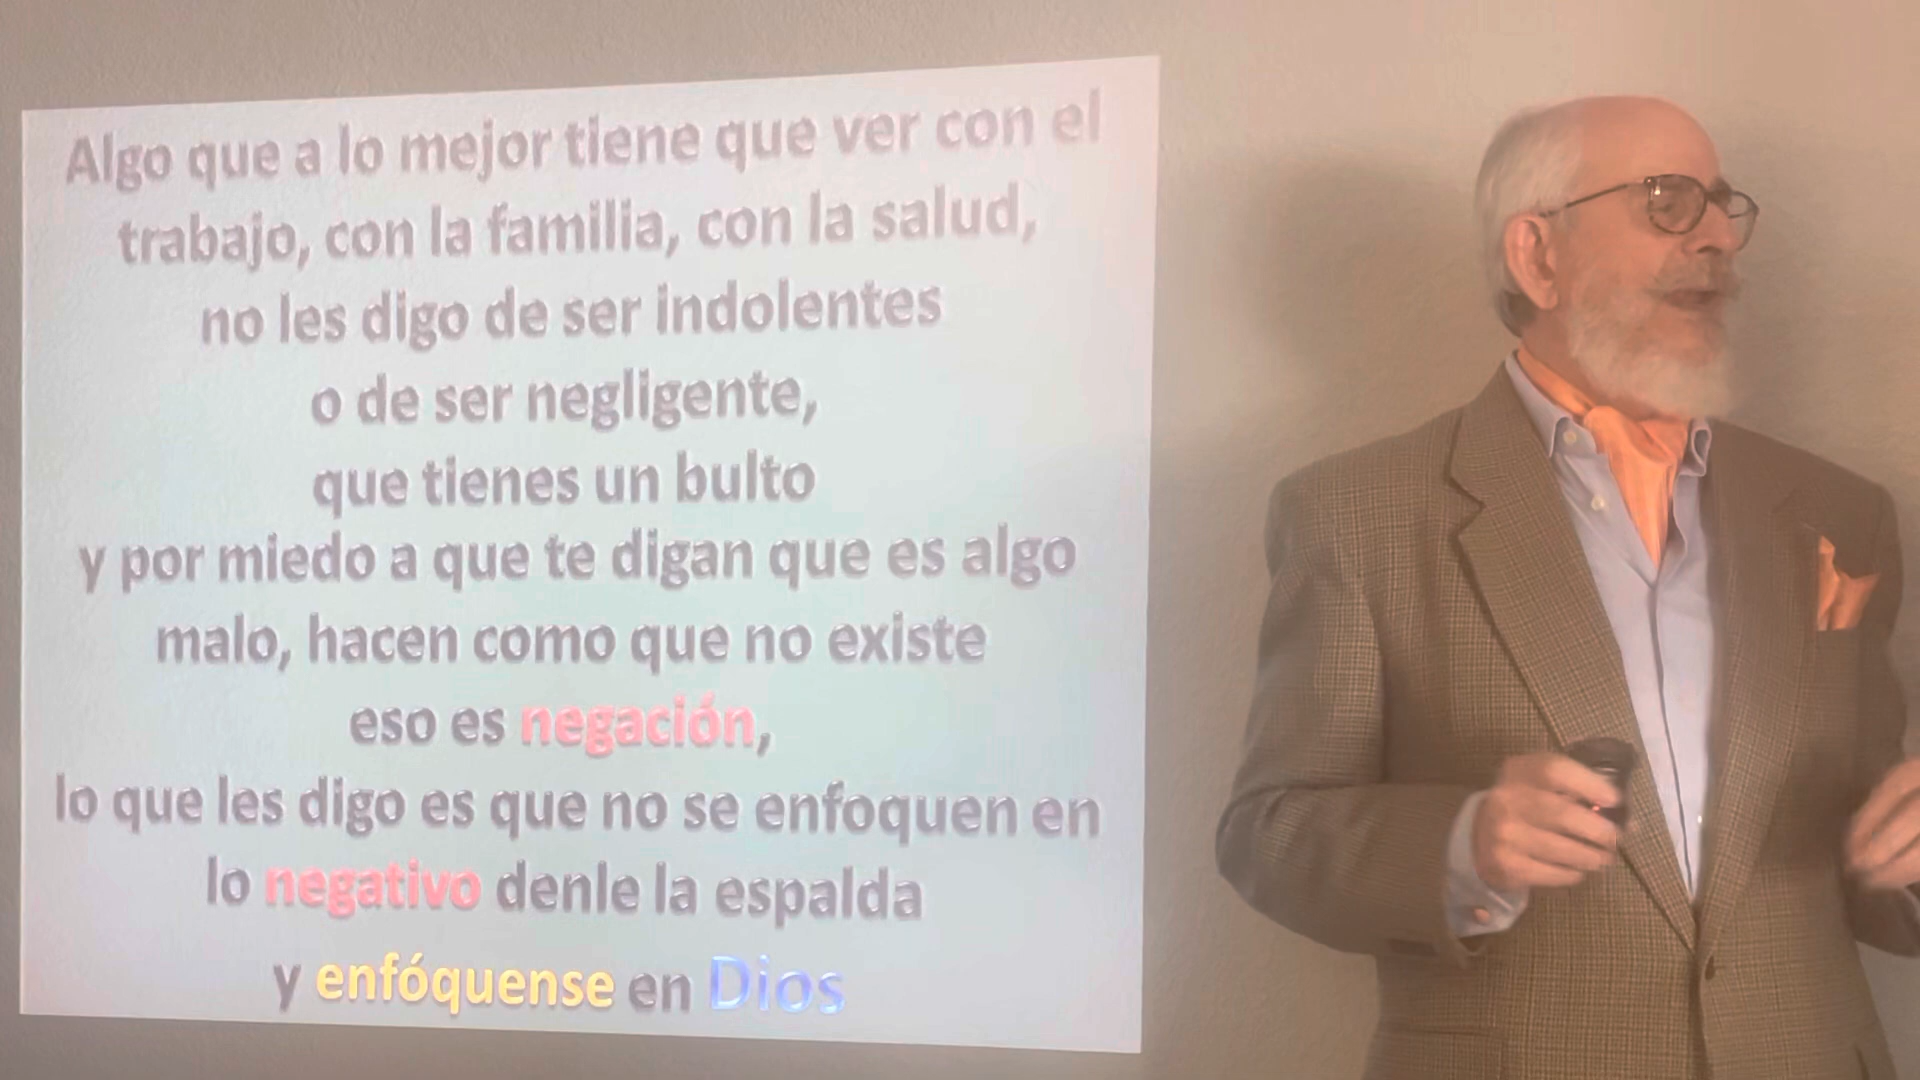 Algo que a lo mejor tiene que ver con el
trabajo, con la familia, con la salud,
no les digo de ser indolentes
o de ser negligente,
que tienes un bulto
y por miedo a que te digan que es algo
malo, hacen como que no existe
eso es negación,
lo que les digo es que no se enfoquen en
lo negativo denle la espalda
y enfóquense en Dios